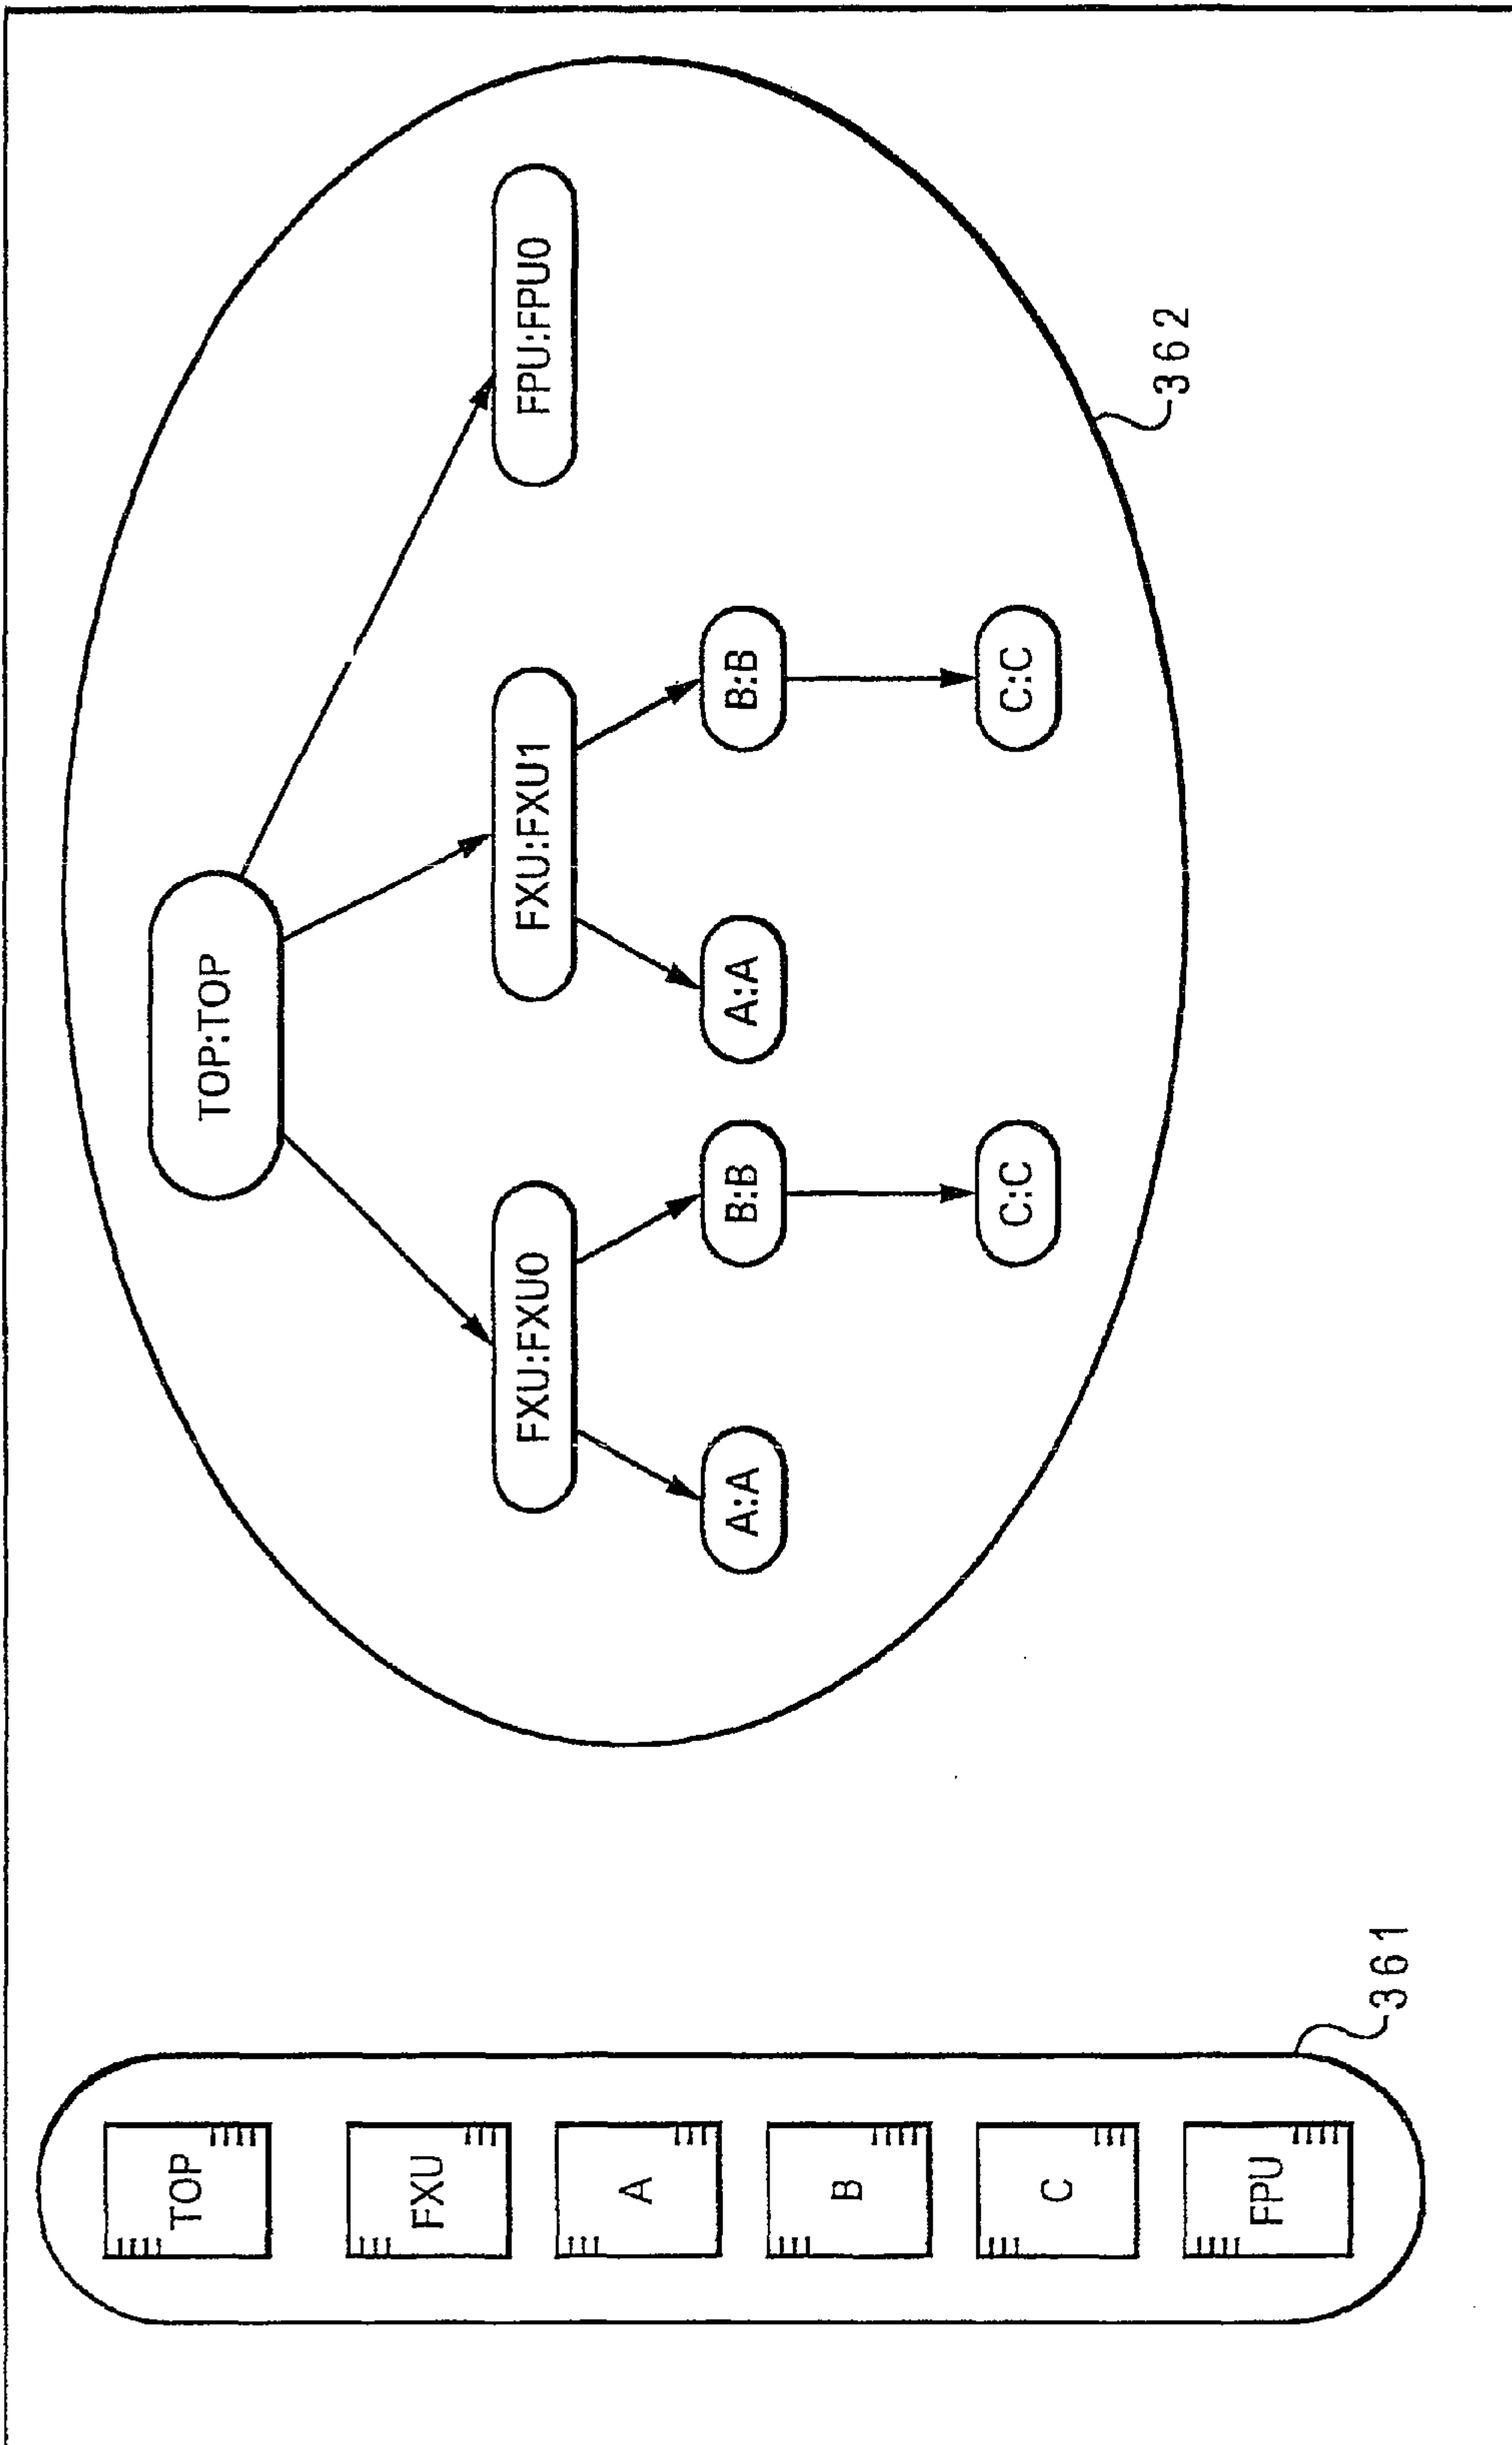 TOP:TOP
FXU:FXU0
FXU:FXU1
FPU:FPU0
A:A
B:B
A:A
B:B
C:C
C:C
362
TOP
FXU
A
B
C
FPU
361